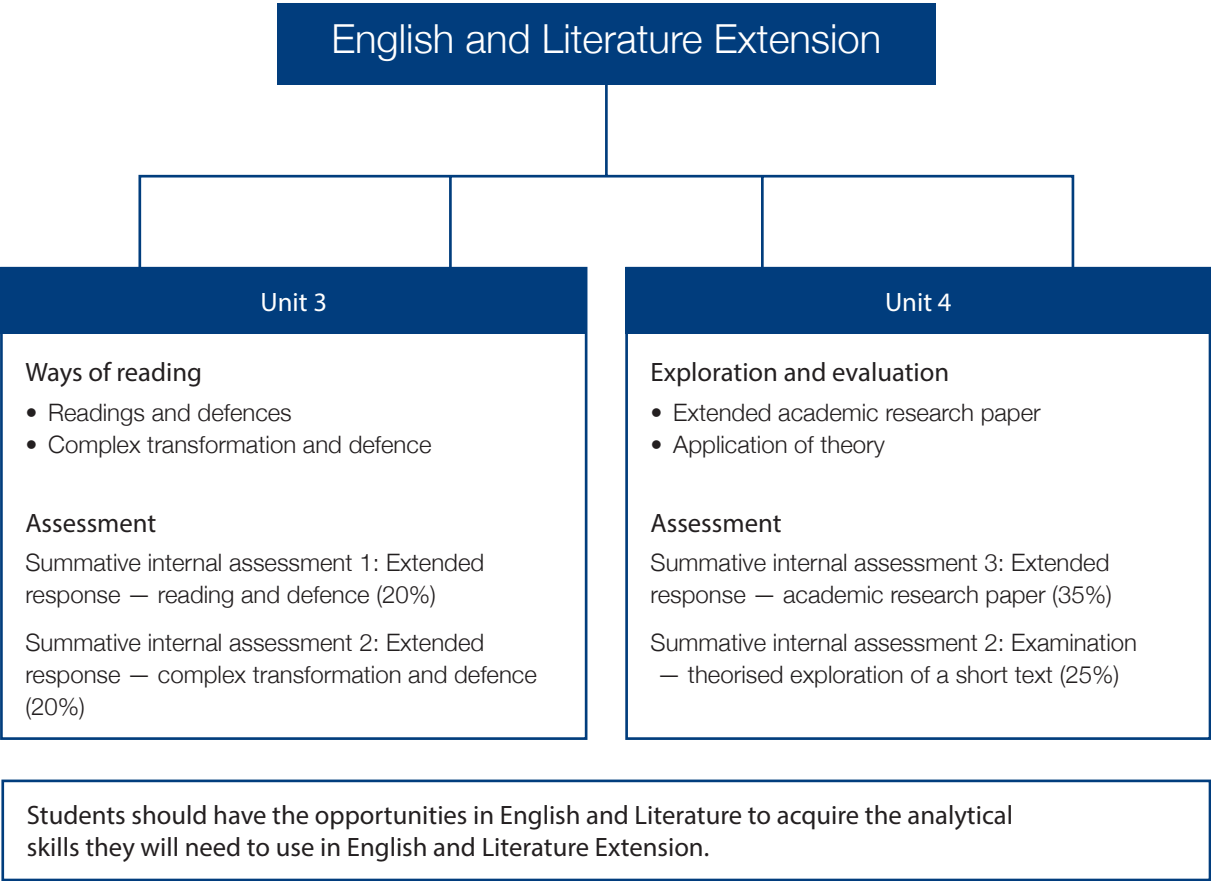 English and Literature Extension
Unit 3
Ways of reading
• Readings and defences
• Complex transformation and defence
Assessment
Summative internal assessment 1: Extended
response — reading and defence (20%)
Summative internal assessment 2: Extended
response — complex transformation and defence
(20%)
Unit 4
Exploration and evaluation
• Extended academic research paper
• Application of theory
Assessment
Summative internal assessment 3: Extended
response — academic research paper (35%)
Summative internal assessment 2: Examination
— theorised exploration of a short text (25%)
Students should have the opportunities in English and Literature to acquire the analytical
skills they will need to use in English and Literature Extension.